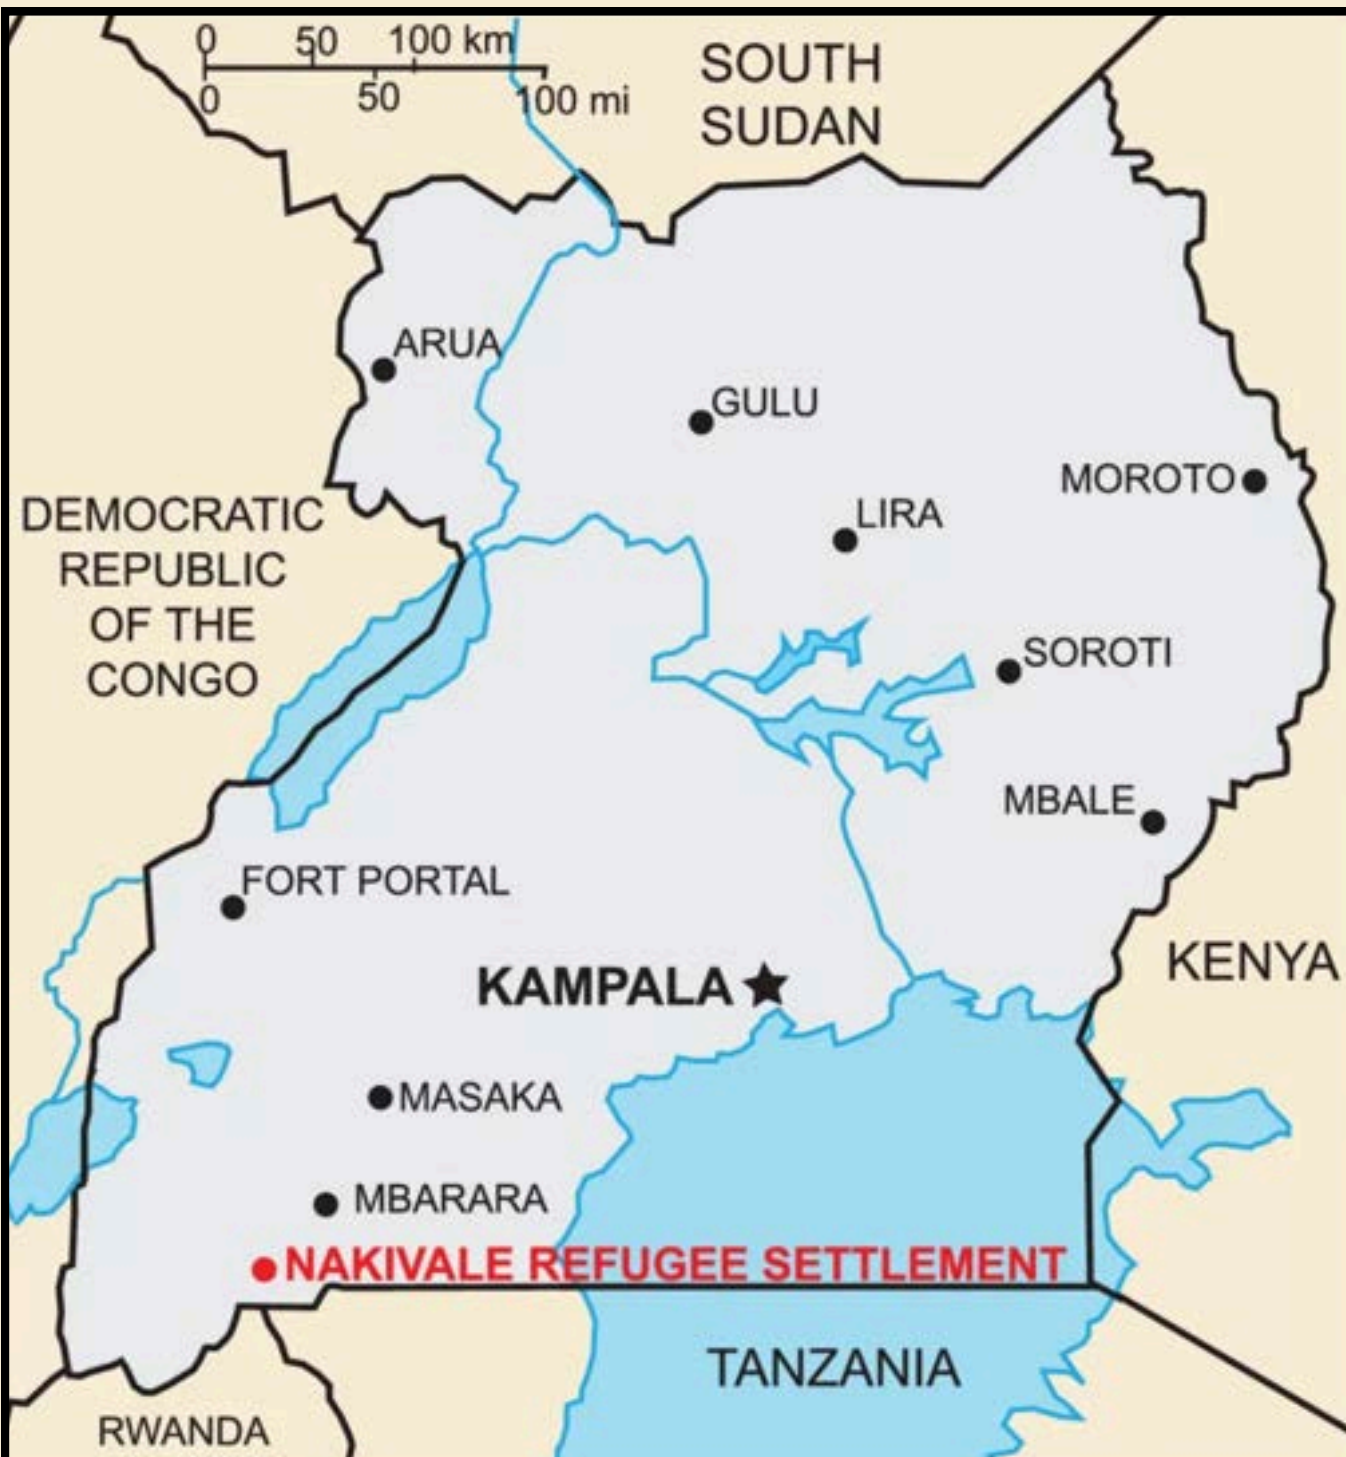 0 50 100 km
0 50 100 mi
SOUTH
SUDAN
ARUA
GULU
MOROTO
LIRA
DEMOCRATIC
REPUBLIC
OF THE
CONGO
SOROTI
MBALE
FORT PORTAL
KENYA
KAMPALA
MASAKA
MBARARA
NAKIVALE REFUGEE SETTLEMENT
TANZANIA
RWANDA